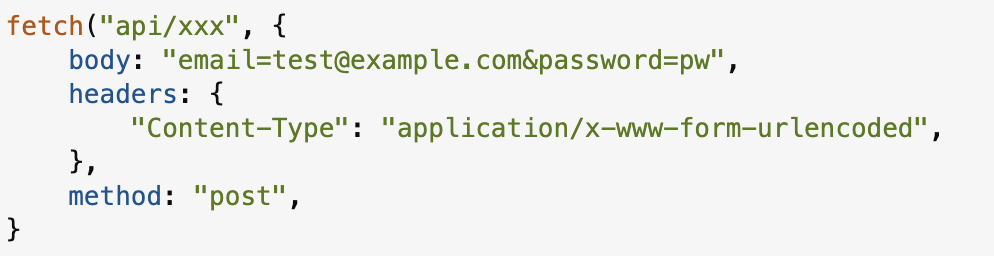 fetch("api/xxx", {
    body: "email=test@example.com&password=pw",
    headers: {
        "Content-Type": "application/x-www-form-urlencoded",
    },
    method: "post",
}